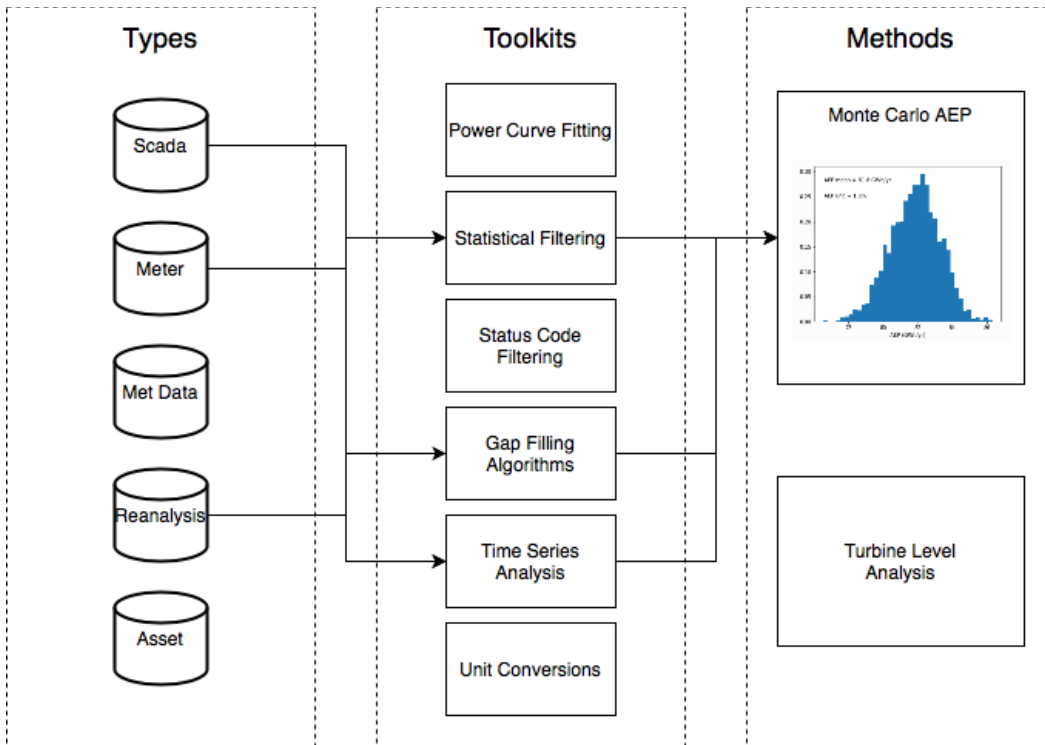 Types
Toolkits
Methods
Scada
Meter
Met Data
Reanalysis
Asset
Power Curve Fitting
Statistical Filtering
Status Code
Filtering
Gap Filling
Algorithms
Time Series
Analysis
Unit Conversions
Monte Carlo AEP
Turbine Level
Analysis